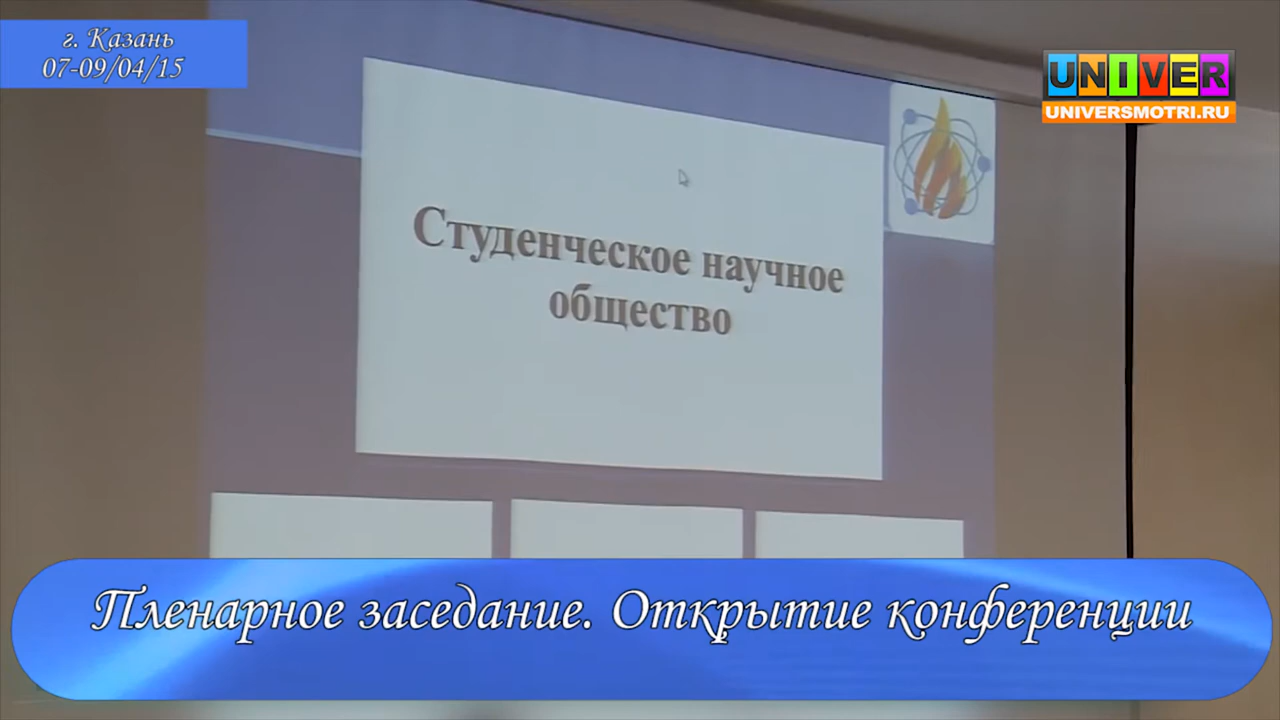 г. Казань
07-09/04/15
UNIVER
UNIVERSMOTRI.RU
Студенческое научное
общество
Пленарное заседание. Открытие конференции